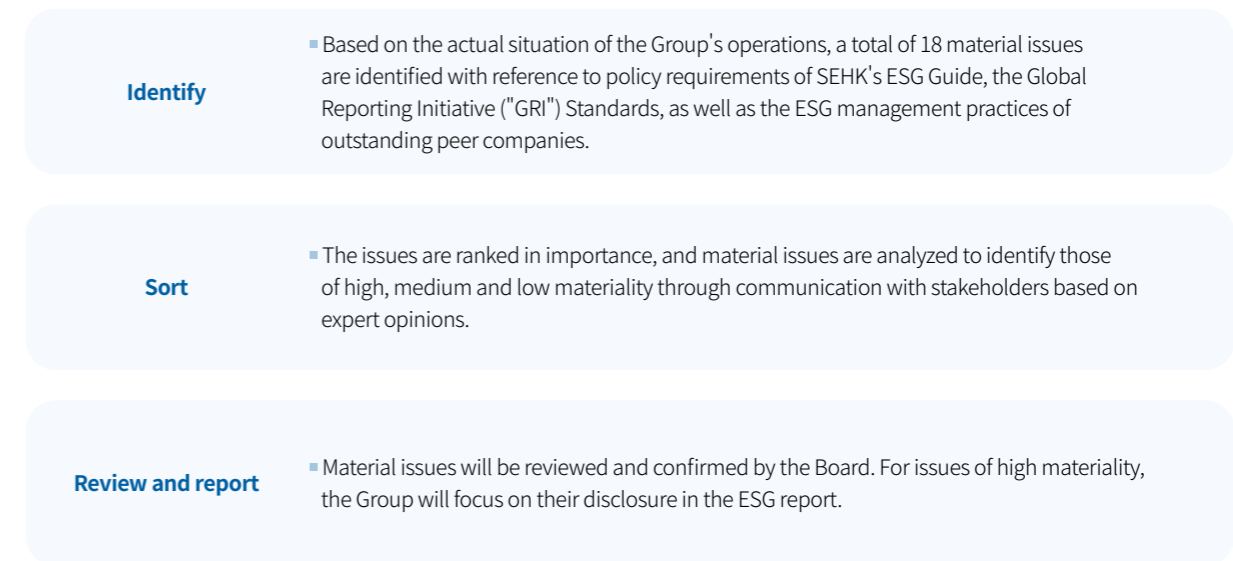 Identify
▪ Based on the actual situation of the Group's operations, a total of 18 material issues
are identified with reference to policy requirements of SEHK's ESG Guide, the Global
Reporting Initiative ("GRI") Standards, as well as the ESG management practices of
outstanding peer companies.
Sort
▪ The issues are ranked in importance, and material issues are analyzed to identify those
of high, medium and low materiality through communication with stakeholders based on
expert opinions.
Review and report
▪ Material issues will be reviewed and confirmed by the Board. For issues of high materiality,
the Group will focus on their disclosure in the ESG report.